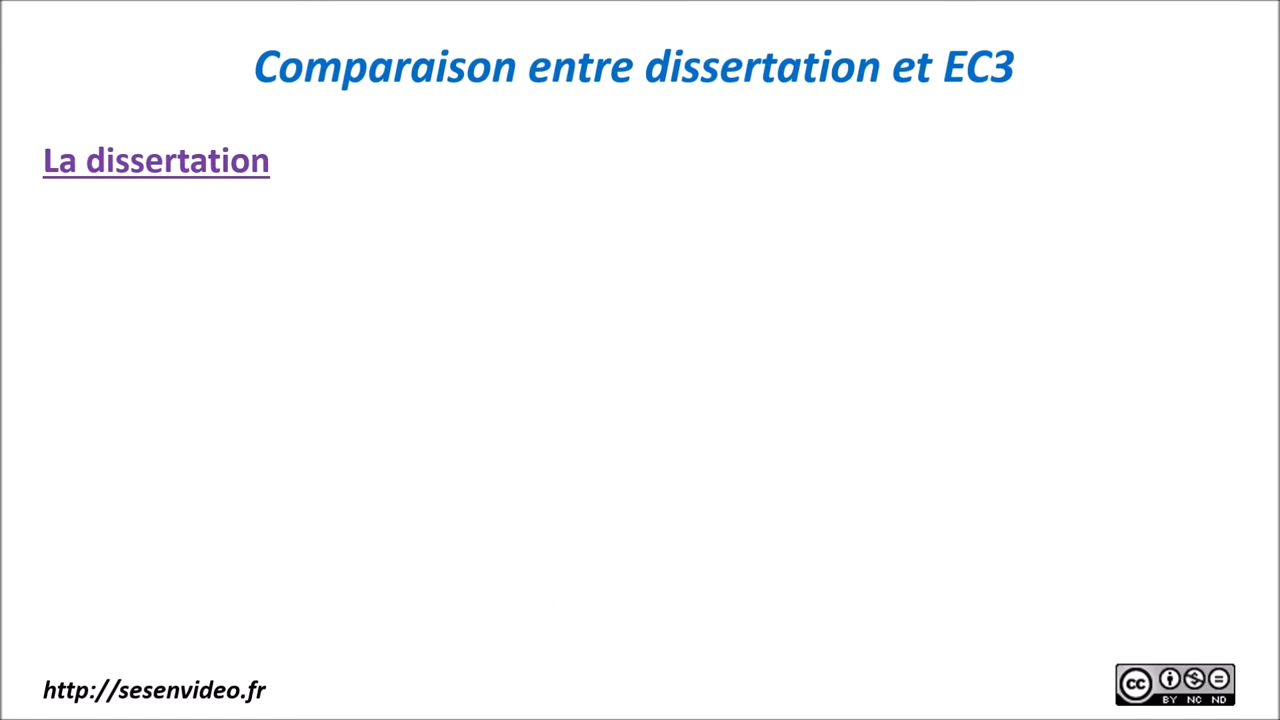 Comparaison entre dissertation et EC3
La dissertation
http://sesenvideo.fr
cc
BY NC ND